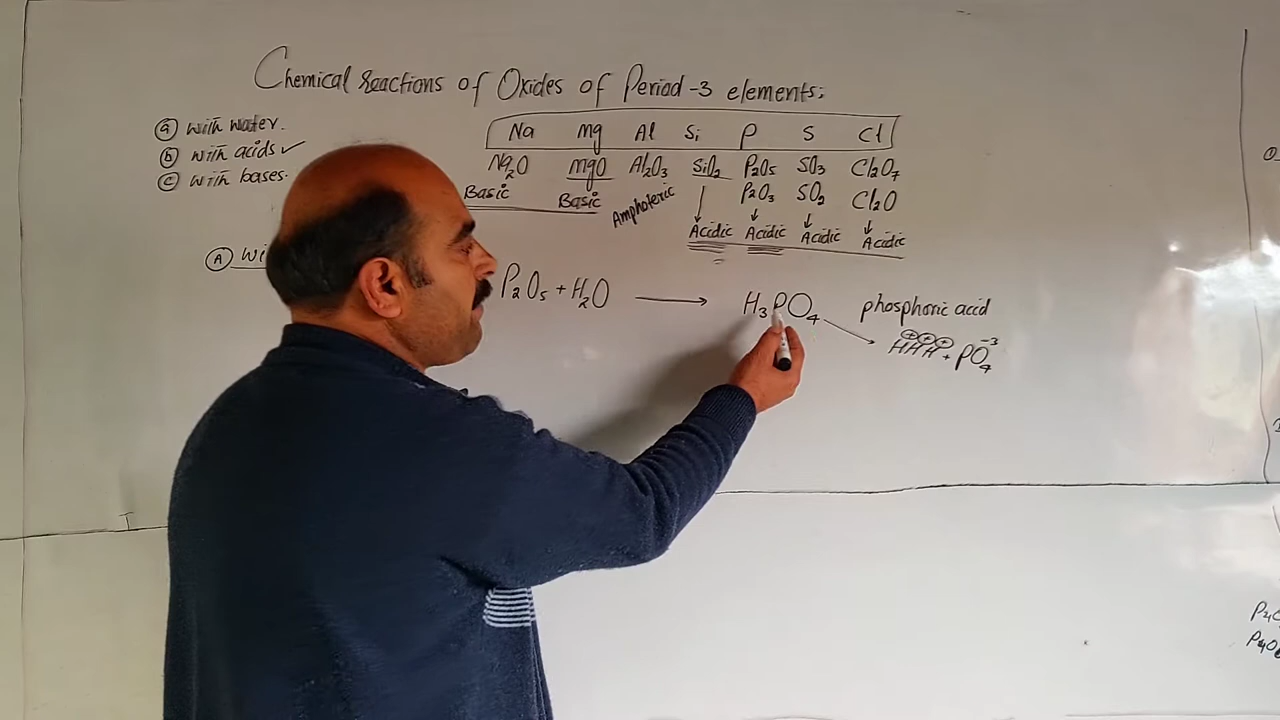 Chemical reactions of Oxides of Period-3 elements:
(a) with water.
(b) with acids ✓
(c) with bases.
Na Mg Al Si P S Cl
Na2O MgO Al2O3 SiO2 P2O5 SO3 Cl2O7
P2O3 SO2 Cl2O
Basic Basic Amphoteric
↓ ↓ ↓ ↓
Acidic Acidic Acidic Acidic
(A)
P2O5 + H2O → H3PO4 phosphoric acid
H⊕ H⊕ H⊕ + PO4-3